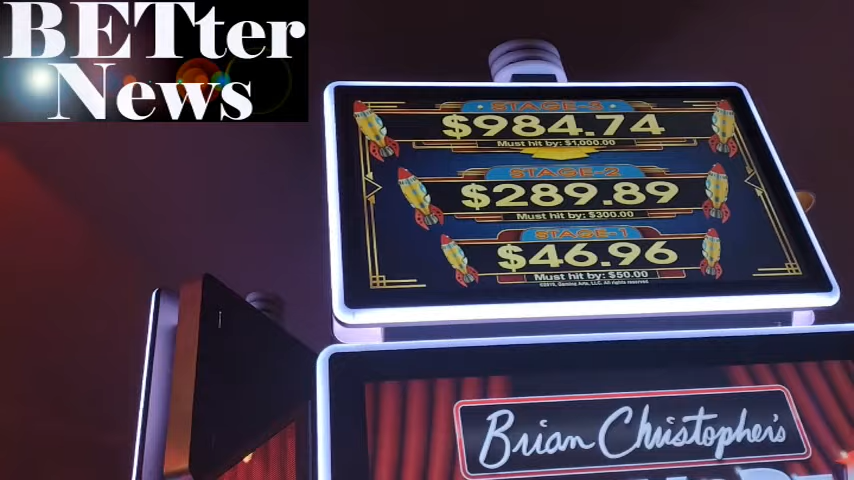 BETter
News
STAGE-3
$984.74
Must hit by: $1,000.00
STAGE-2
$289.89
Must hit by: $300.00
STAGE-1
$46.96
Must hit by: $50.00
Brian Christopher's